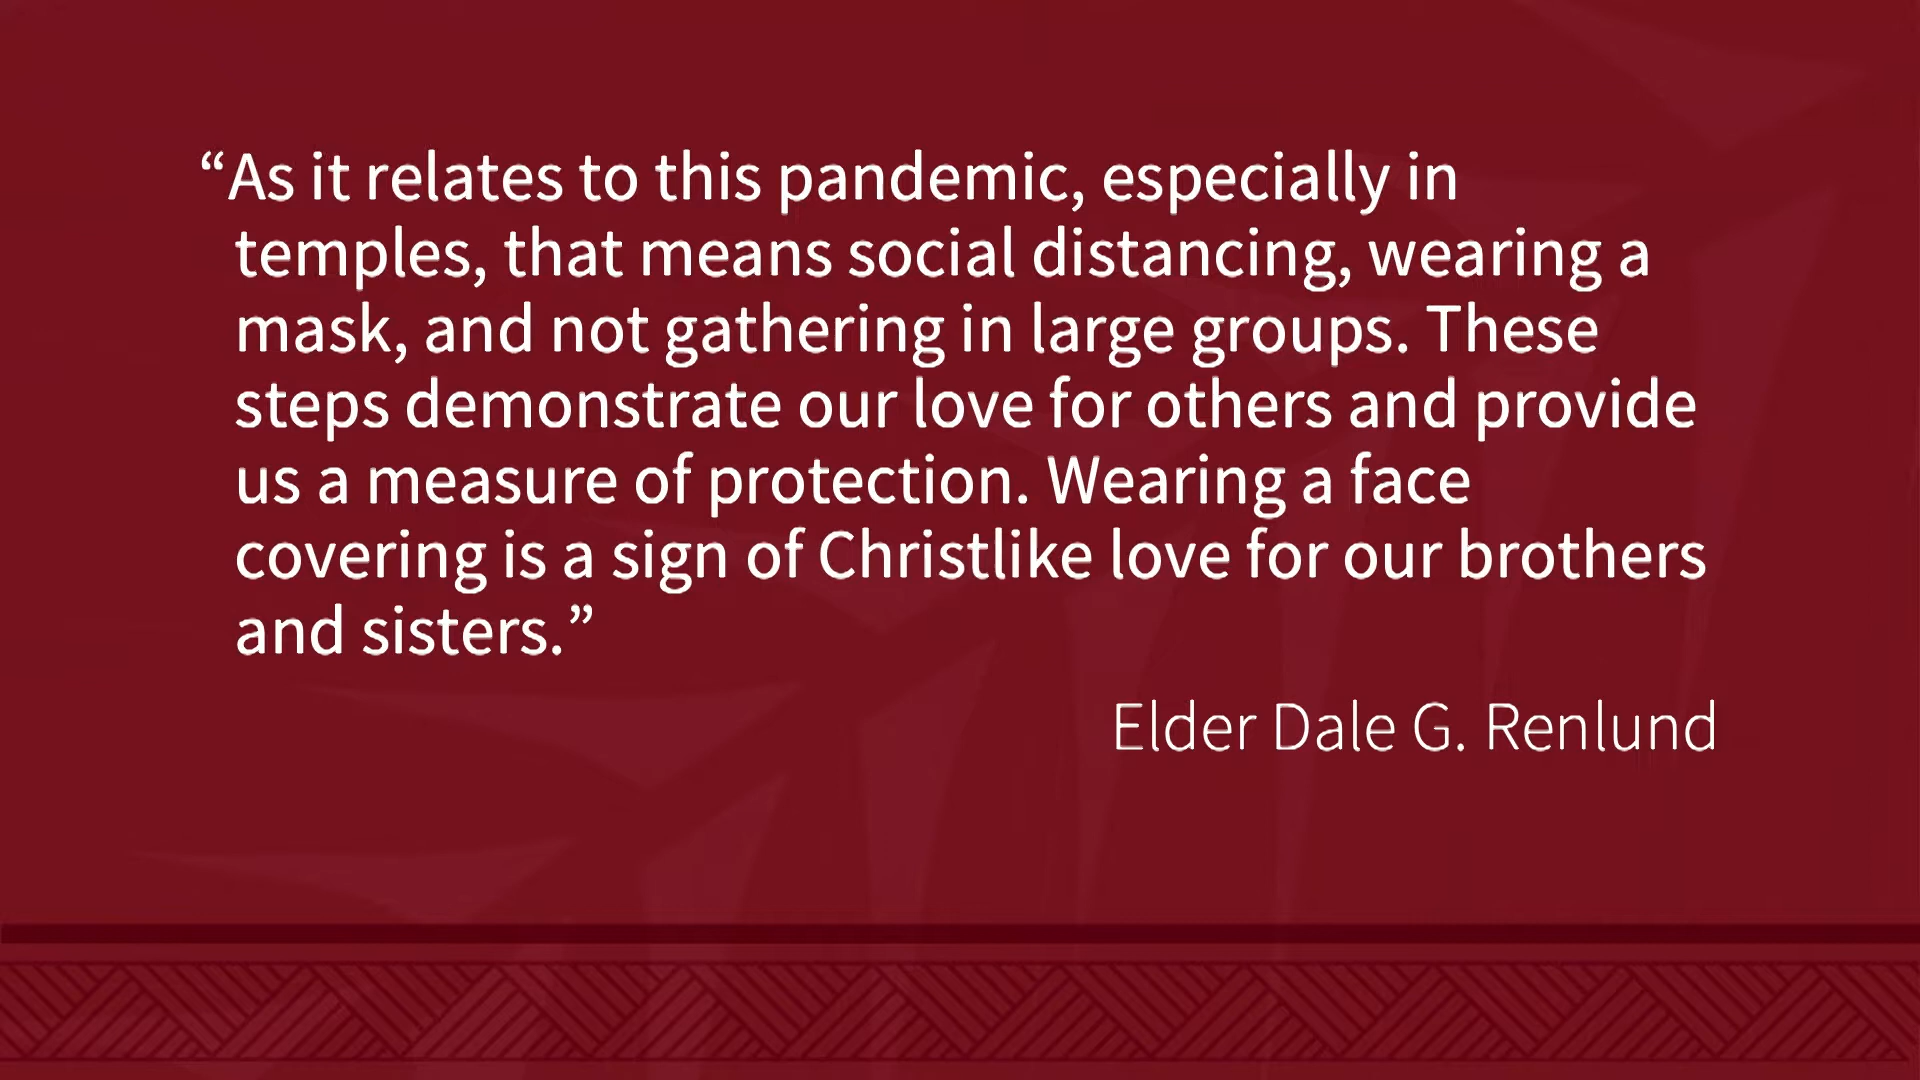 “As it relates to this pandemic, especially in
temples, that means social distancing, wearing a
mask, and not gathering in large groups. These
steps demonstrate our love for others and provide
us a measure of protection. Wearing a face
covering is a sign of Christlike love for our brothers
and sisters.”
Elder Dale G. Renlund